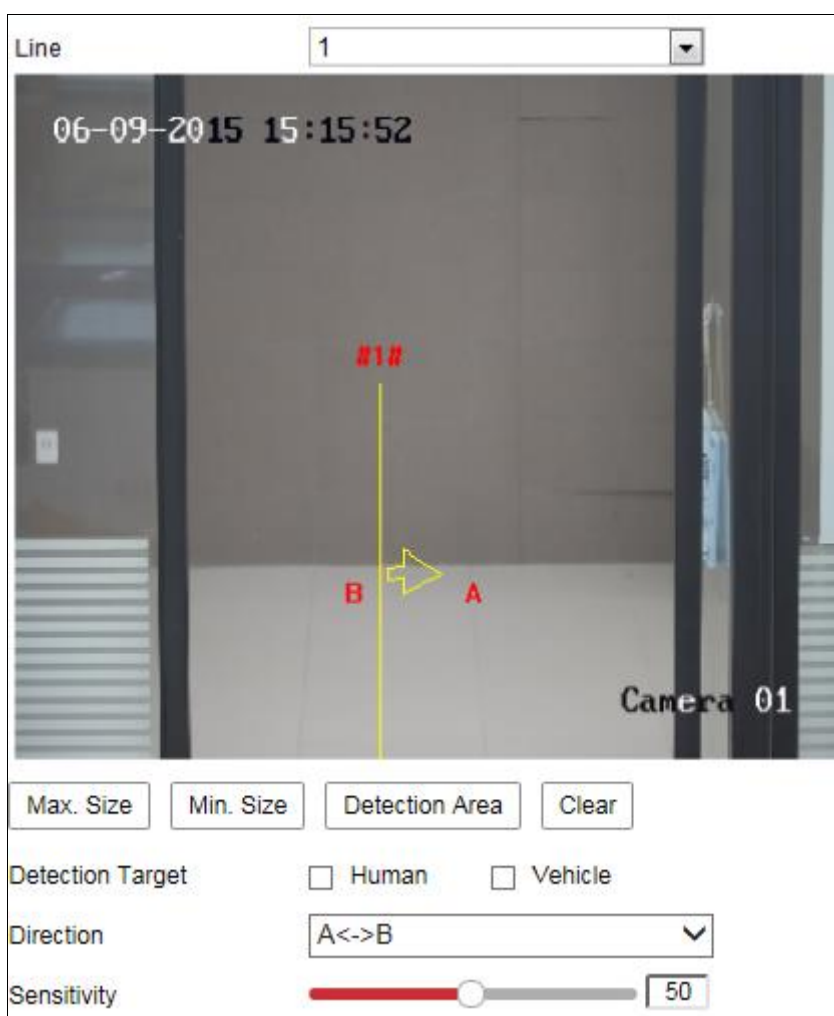 Line 1
06-09-2015 15:15:52
#1#
B A
Camera 01
Max. Size Min. Size Detection Area Clear
Detection Target Human Vehicle
Direction A<->B
Sensitivity 50